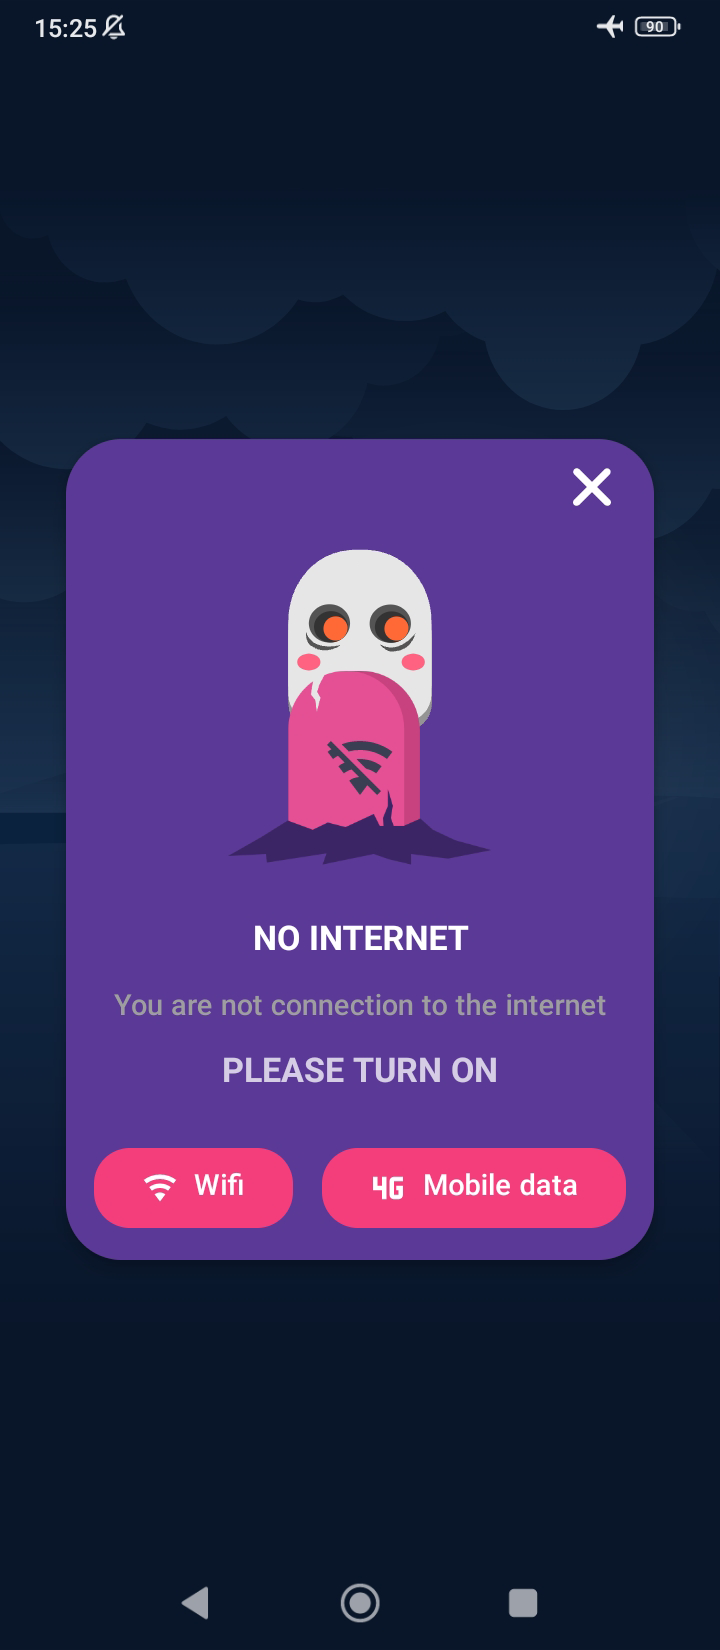 15:25
90
NO INTERNET
You are not connection to the internet
PLEASE TURN ON
Wifi
4G Mobile data